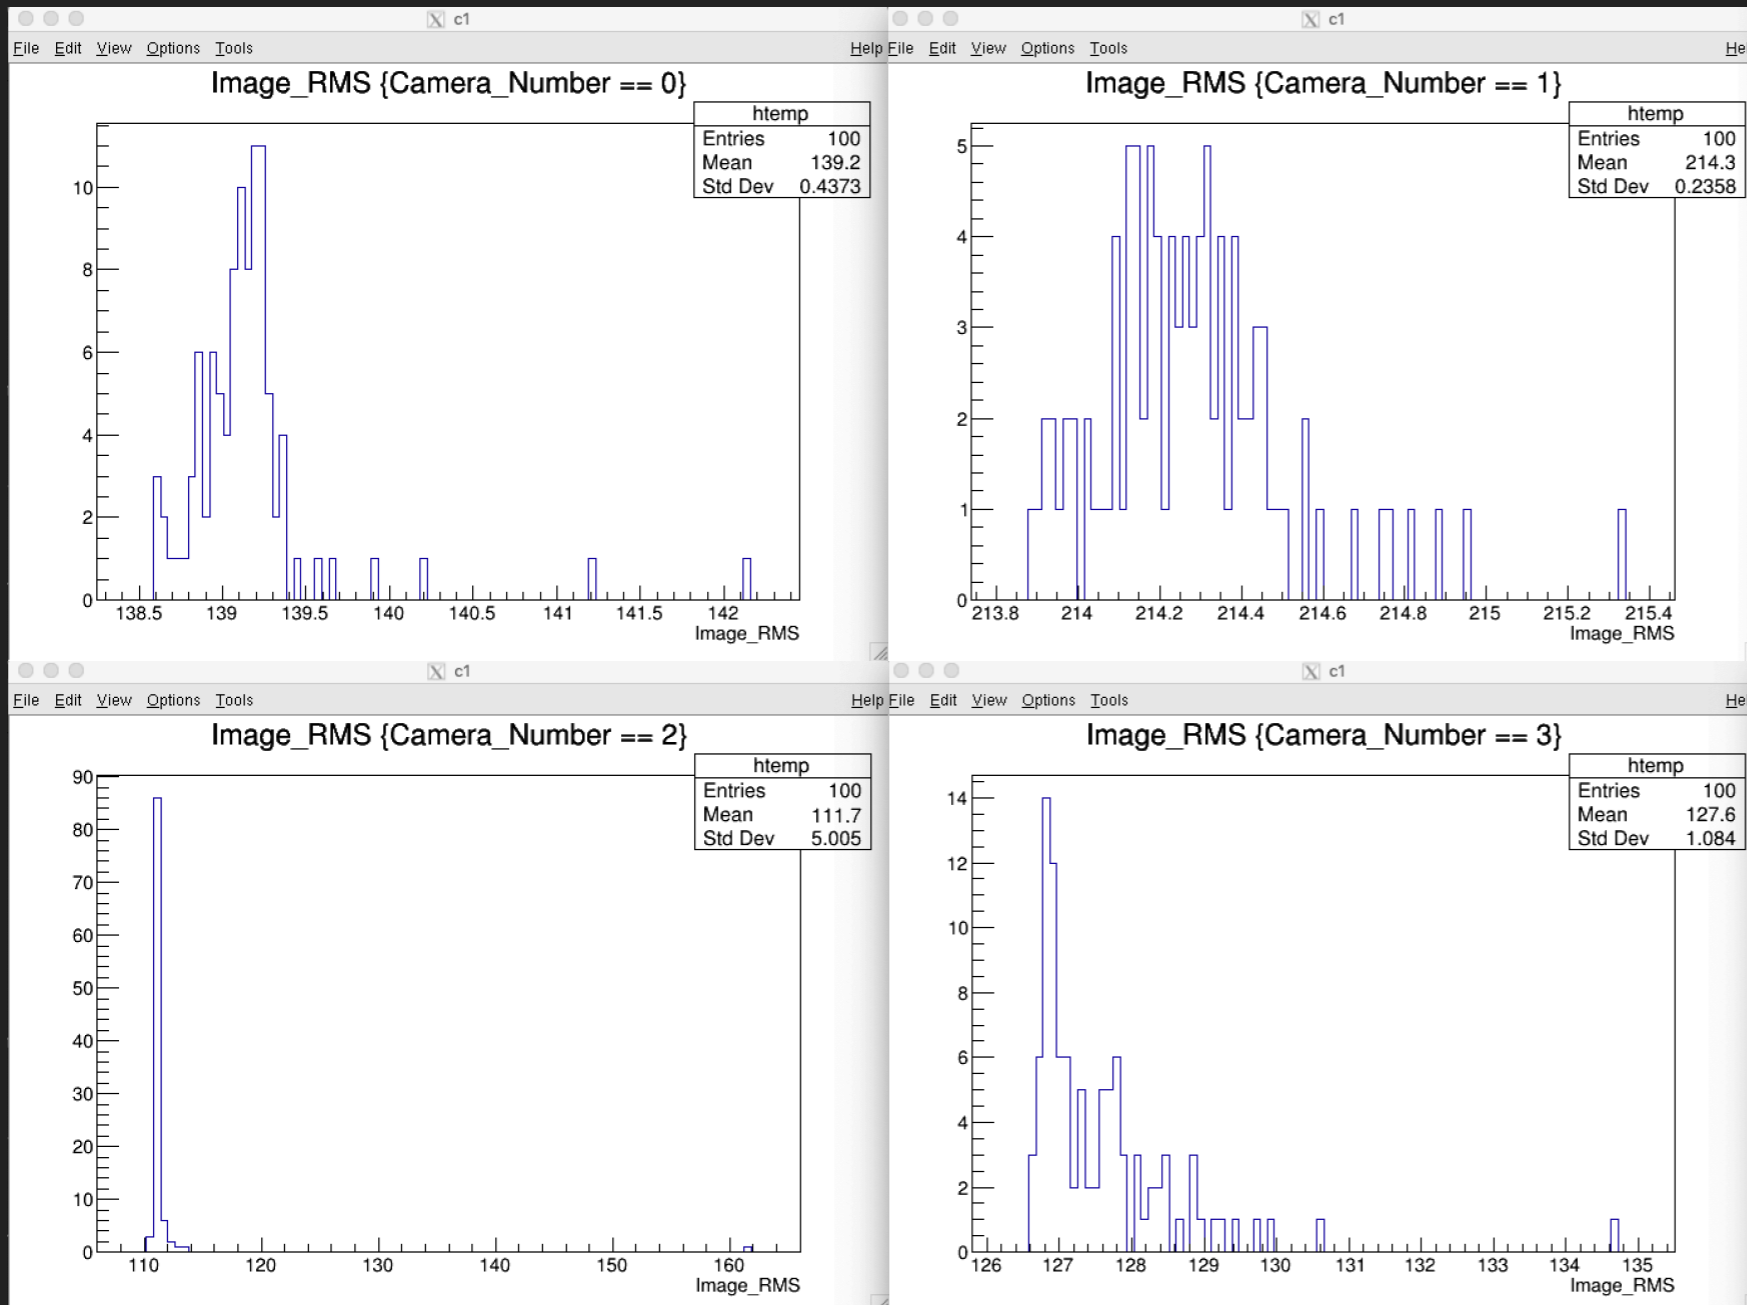 c1
File Edit View Options Tools Help
Image_RMS {Camera_Number == 0}
htemp
Entries 100
Mean 139.2
Std Dev 0.4373
10
8
6
4
2
0
138.5 139 139.5 140 140.5 141 141.5 142
Image_RMS
c1
File Edit View Options Tools He
Image_RMS {Camera_Number == 1}
htemp
Entries 100
Mean 214.3
Std Dev 0.2358
5
4
3
2
1
0
213.8 214 214.2 214.4 214.6 214.8 215 215.2 215.4
Image_RMS
c1
File Edit View Options Tools Help
Image_RMS {Camera_Number == 2}
htemp
Entries 100
Mean 111.7
Std Dev 5.005
90
80
70
60
50
40
30
20
10
0
110 120 130 140 150 160
Image_RMS
c1
File Edit View Options Tools He
Image_RMS {Camera_Number == 3}
htemp
Entries 100
Mean 127.6
Std Dev 1.084
14
12
10
8
6
4
2
0
126 127 128 129 130 131 132 133 134 135
Image_RMS